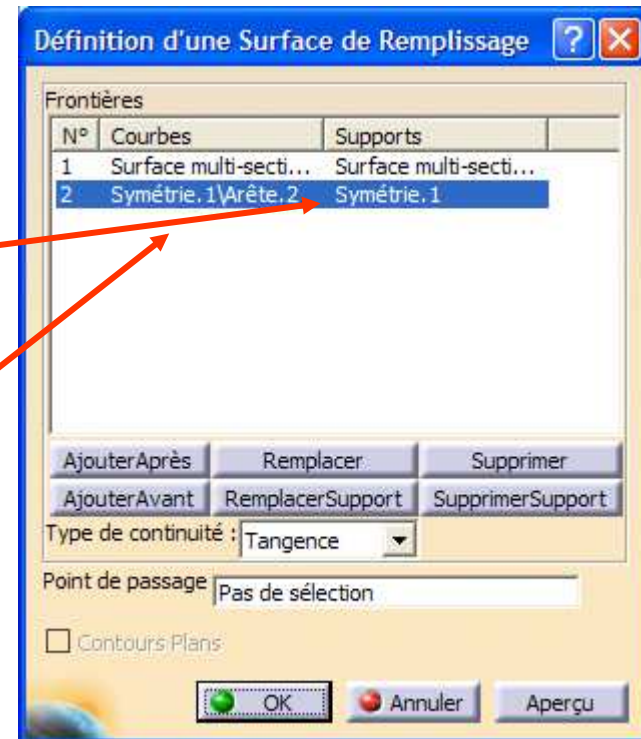 Définition d'une Surface de Remplissage
Frontières
N° Courbes Supports
1 Surface multi-secti... Surface multi-secti...
2 Symétrie.1\Arête.2 Symétrie.1
AjouterAprès Remplacer Supprimer
AjouterAvant RemplacerSupport SupprimerSupport
Type de continuité : Tangence
Point de passage Pas de sélection
Contours Plans
OK Annuler Aperçu